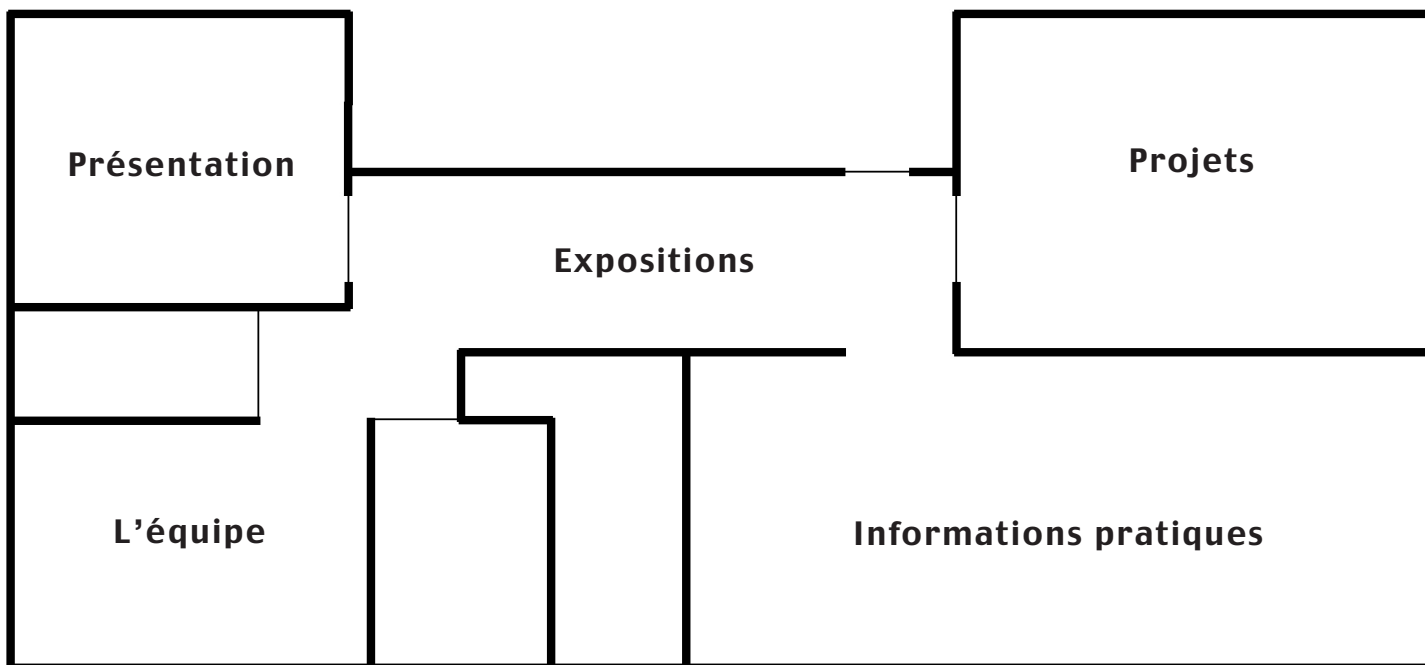 Présentation
Projets
Expositions
L’équipe
Informations pratiques